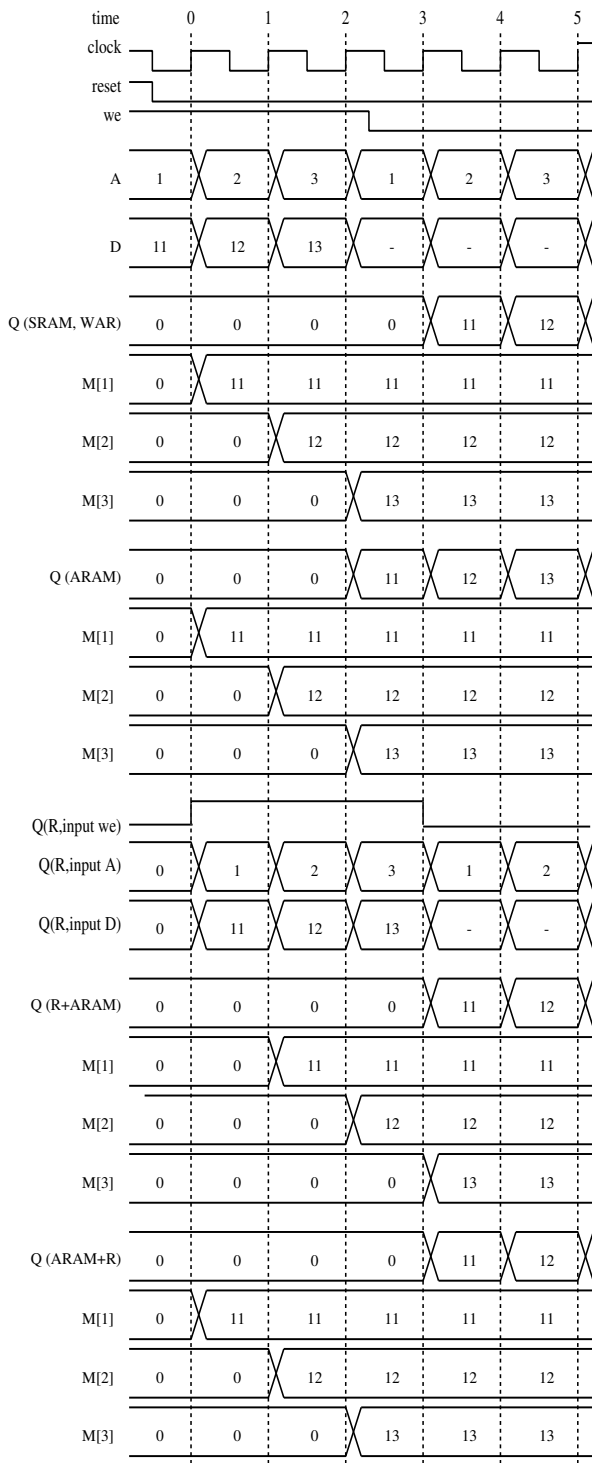 time 0 1 2 3 4 5
clock
reset
we
A 1 2 3 1 2 3
D 11 12 13 - - -
Q (SRAM, WAR) 0 0 0 0 11 12
M[1] 0 11 11 11 11 11
M[2] 0 0 12 12 12 12
M[3] 0 0 0 13 13 13
Q (ARAM) 0 0 0 11 12 13
M[1] 0 11 11 11 11 11
M[2] 0 0 12 12 12 12
M[3] 0 0 0 13 13 13
Q(R,input we)
Q(R,input A) 0 1 2 3 1 2
Q(R,input D) 0 11 12 13 - -
Q (R+ARAM) 0 0 0 0 11 12
M[1] 0 0 11 11 11 11
M[2] 0 0 0 12 12 12
M[3] 0 0 0 0 13 13
Q (ARAM+R) 0 0 0 0 11 12
M[1] 0 11 11 11 11 11
M[2] 0 0 12 12 12 12
M[3] 0 0 0 13 13 13